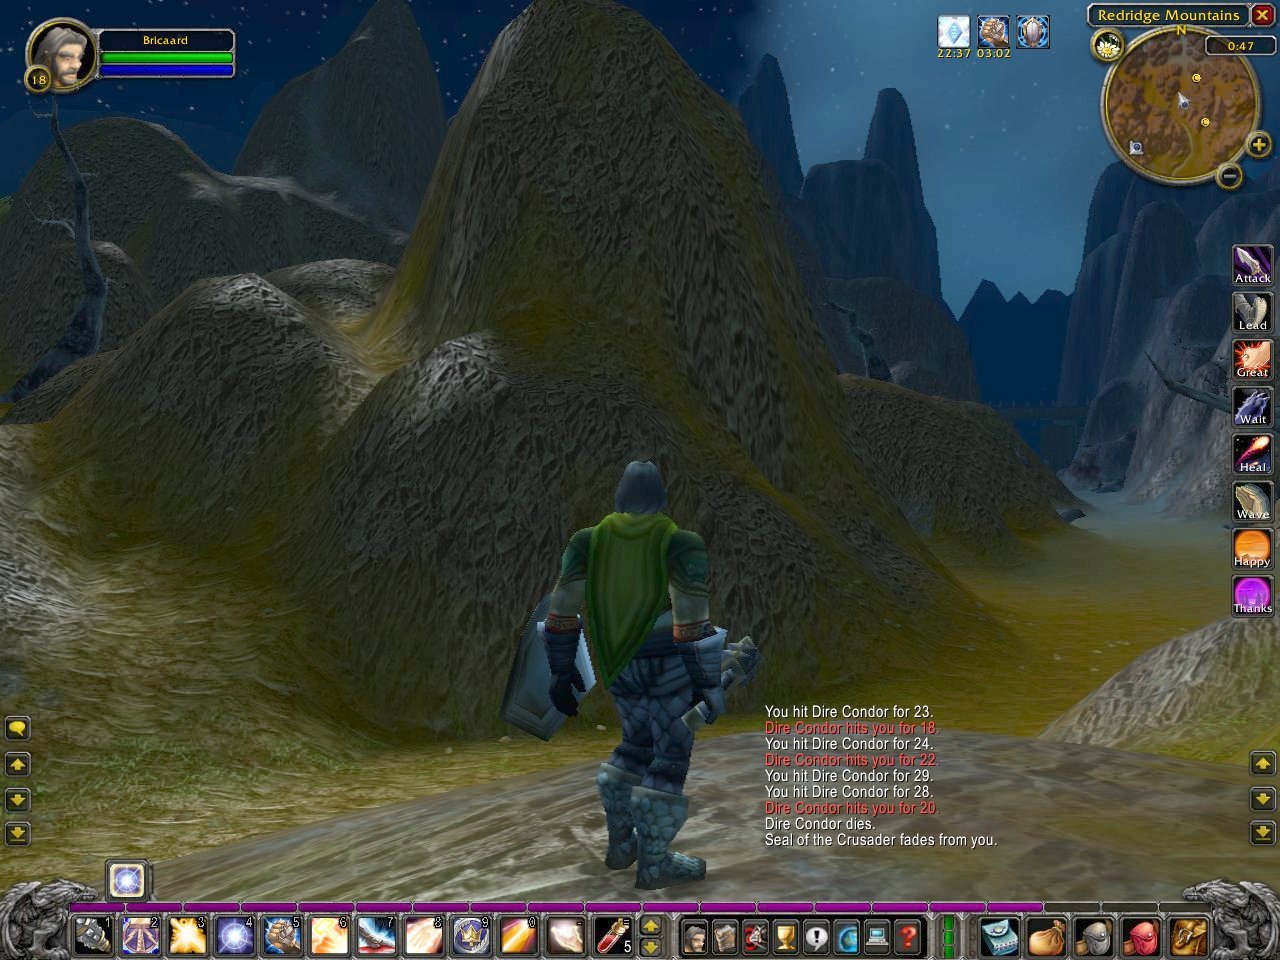 Bricaard
18
Redridge Mountains
N
0:47
22:37 03:02
Attack
Lead
Great
Wait
Heal
Wave
Happy
Thanks
You hit Dire Condor for 23.
Dire Condor hits you for 18.
You hit Dire Condor for 24.
Dire Condor hits you for 22.
You hit Dire Condor for 29.
You hit Dire Condor for 28.
Dire Condor hits you for 20.
Dire Condor dies.
Seal of the Crusader fades from you.
1 2 3 4 5 6 7 8 9 0 - =
5